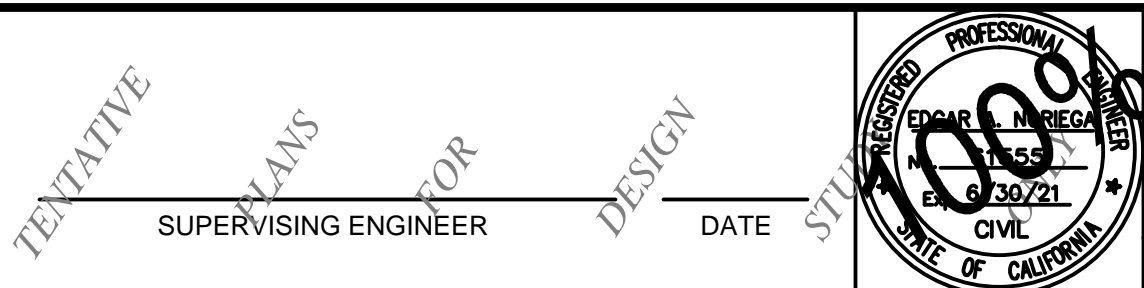 TENTATIVE PLANS FOR DESIGN STUDY ONLY
SUPERVISING ENGINEER
DATE
REGISTERED PROFESSIONAL ENGINEER
EDGAR A. NORIEGA
No. 61555
Exp. 6/30/21
CIVIL
STATE OF CALIFORNIA
100%